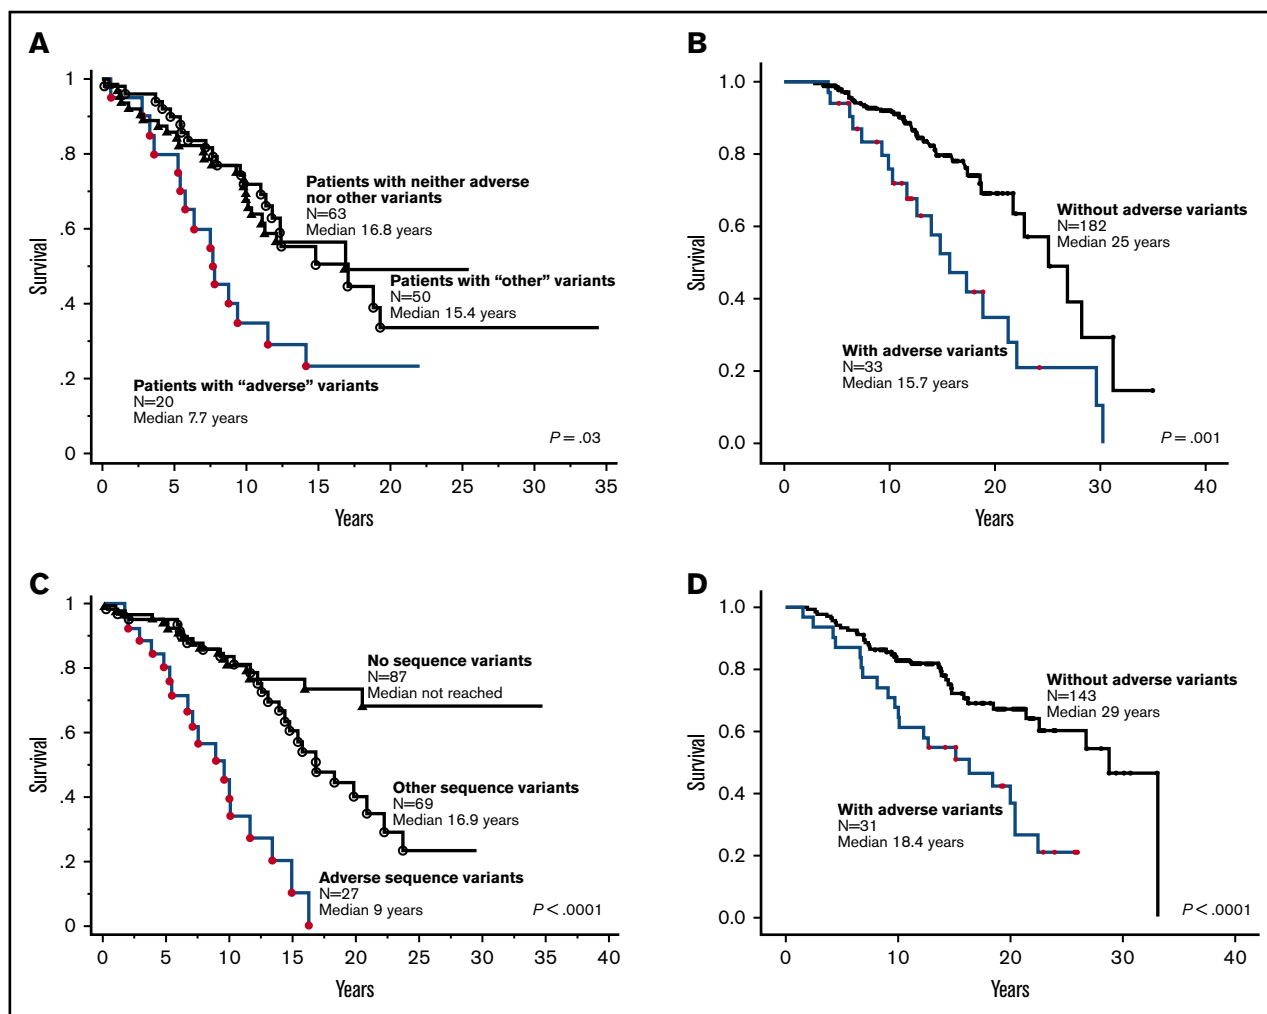 A
1
.8
.6
.4
.2
0
Survival
Patients with neither adverse
nor other variants
N=63
Median 16.8 years
Patients with “other” variants
N=50
Median 15.4 years
Patients with “adverse” variants
N=20
Median 7.7 years
P = .03
0 5 10 15 20 25 30 35
Years
B
1.0
0.8
0.6
0.4
0.2
0.0
Survival
Without adverse variants
N=182
Median 25 years
With adverse variants
N=33
Median 15.7 years
P = .001
0 10 20 30 40
Years
C
1
.8
.6
.4
.2
0
Survival
No sequence variants
N=87
Median not reached
Other sequence variants
N=69
Median 16.9 years
Adverse sequence variants
N=27
Median 9 years
P < .0001
0 5 10 15 20 25 30 35 40
Years
D
1.0
0.8
0.6
0.4
0.2
0.0
Survival
Without adverse variants
N=143
Median 29 years
With adverse variants
N=31
Median 18.4 years
P < .0001
0 10 20 30 40
Years